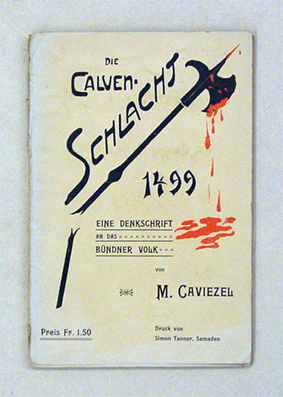 DIE
CALVEN-
SCHLACHT
1499
EINE DENKSCHRIFT
AN DAS
BÜNDNER VOLK
von
M. CAVIEZEL
Preis Fr. 1.50
Druck von
Simon Tanner, Samaden